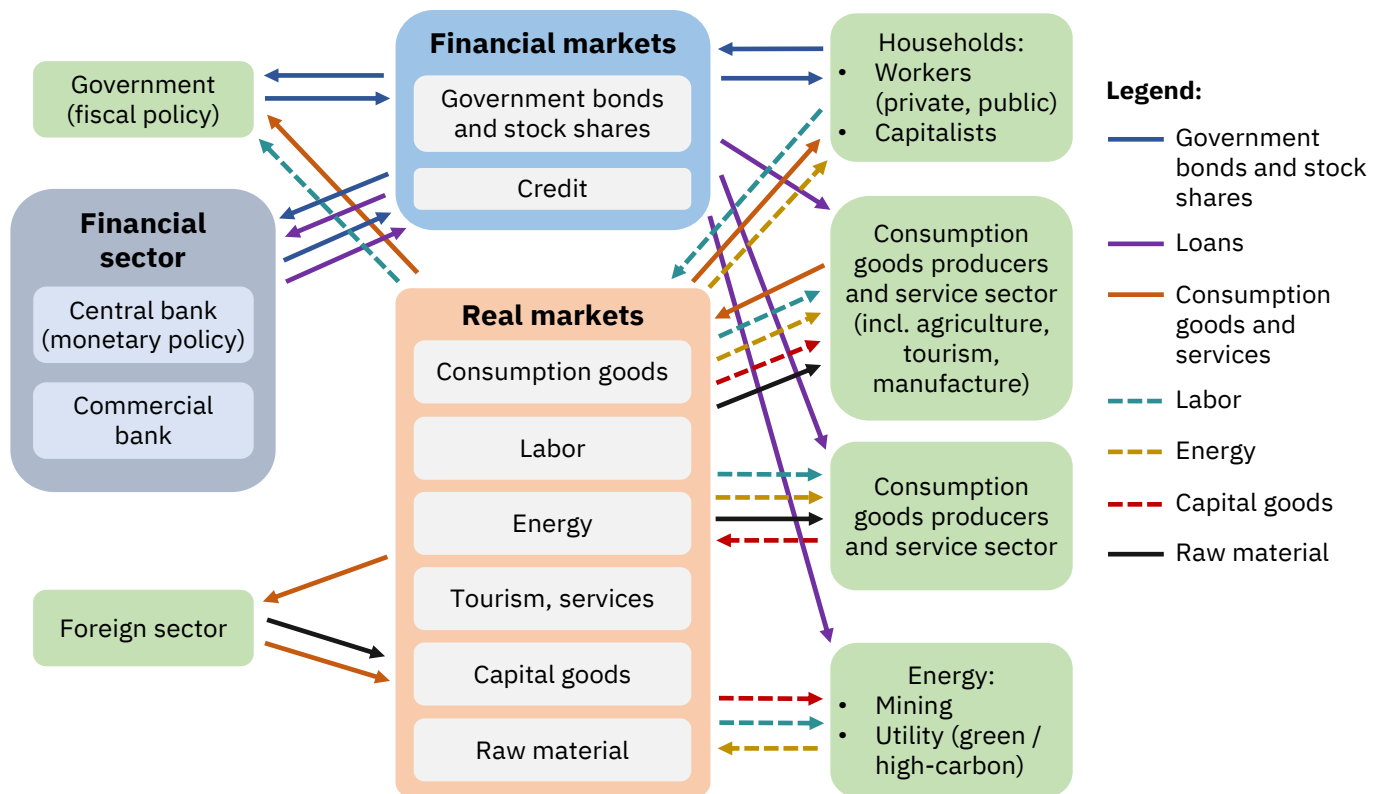 Government
(fiscal policy)
Financial
sector
Central bank
(monetary policy)
Commercial
bank
Foreign sector
Financial markets
Government bonds
and stock shares
Credit
Real markets
Consumption goods
Labor
Energy
Tourism, services
Capital goods
Raw material
Households:
• Workers
(private, public)
• Capitalists
Consumption
goods producers
and service sector
(incl. agriculture,
tourism,
manufacture)
Consumption
goods producers
and service sector
Energy:
• Mining
• Utility (green /
high-carbon)
Legend:
Government
bonds and stock
shares
Loans
Consumption
goods and
services
Labor
Energy
Capital goods
Raw material